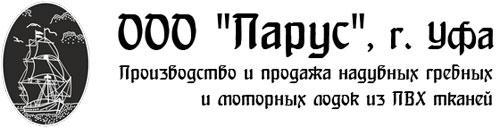 ООО "Парус", г. Уфа
Производство и продажа надувных гребных
и моторных лодок из ПВХ тканей